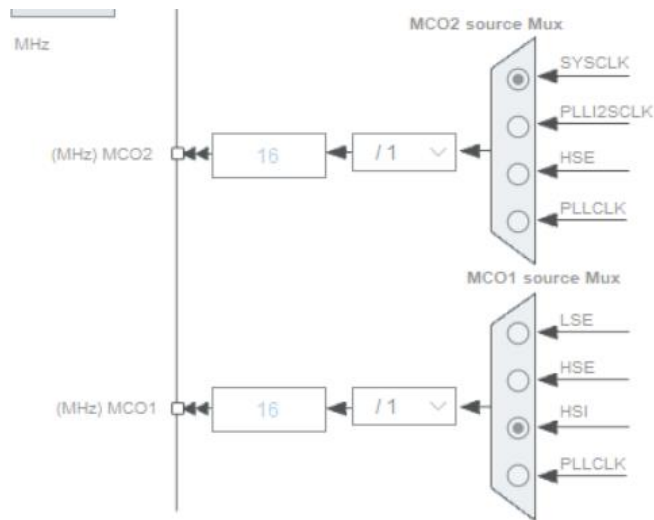 MHz
MCO2 source Mux
SYSCLK
PLLI2SCLK
(MHz) MCO2
16
/ 1
HSE
PLLCLK
MCO1 source Mux
LSE
HSE
(MHz) MCO1
16
/ 1
HSI
PLLCLK